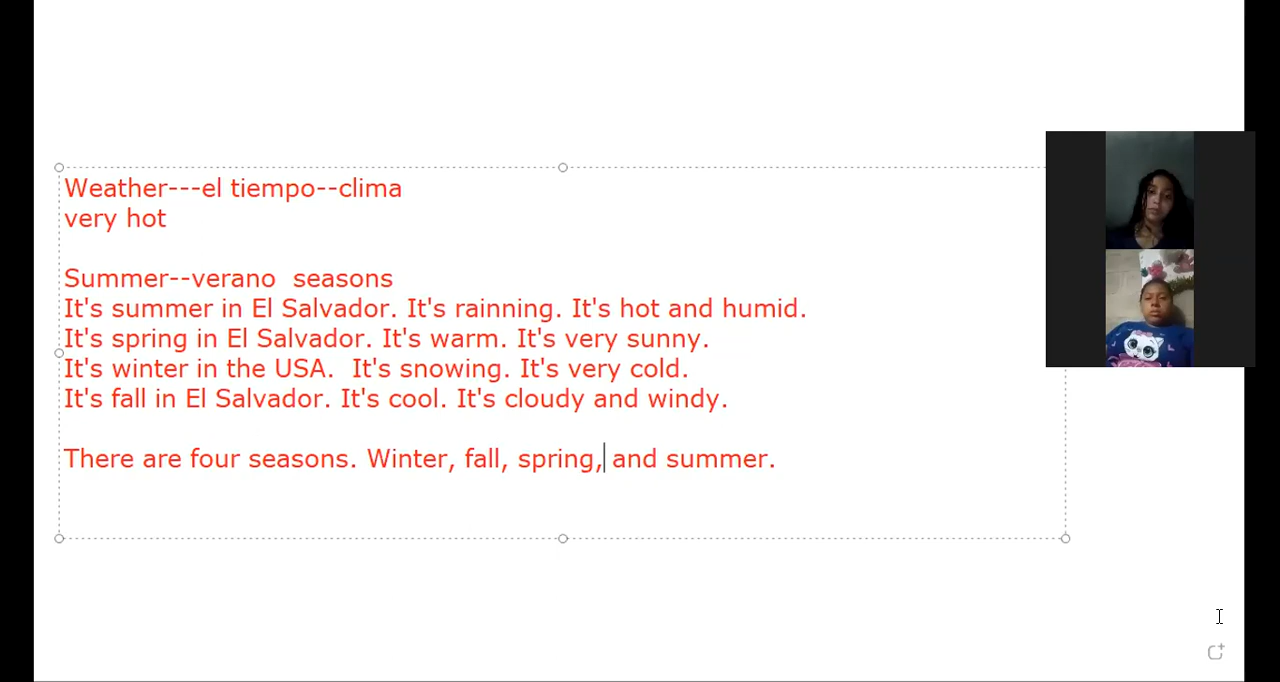 Weather---el tiempo--clima
very hot
Summer--verano  seasons
It's summer in El Salvador. It's rainning. It's hot and humid.
It's spring in El Salvador. It's warm. It's very sunny.
It's winter in the USA.  It's snowing. It's very cold.
It's fall in El Salvador. It's cool. It's cloudy and windy.
There are four seasons. Winter, fall, spring, and summer.